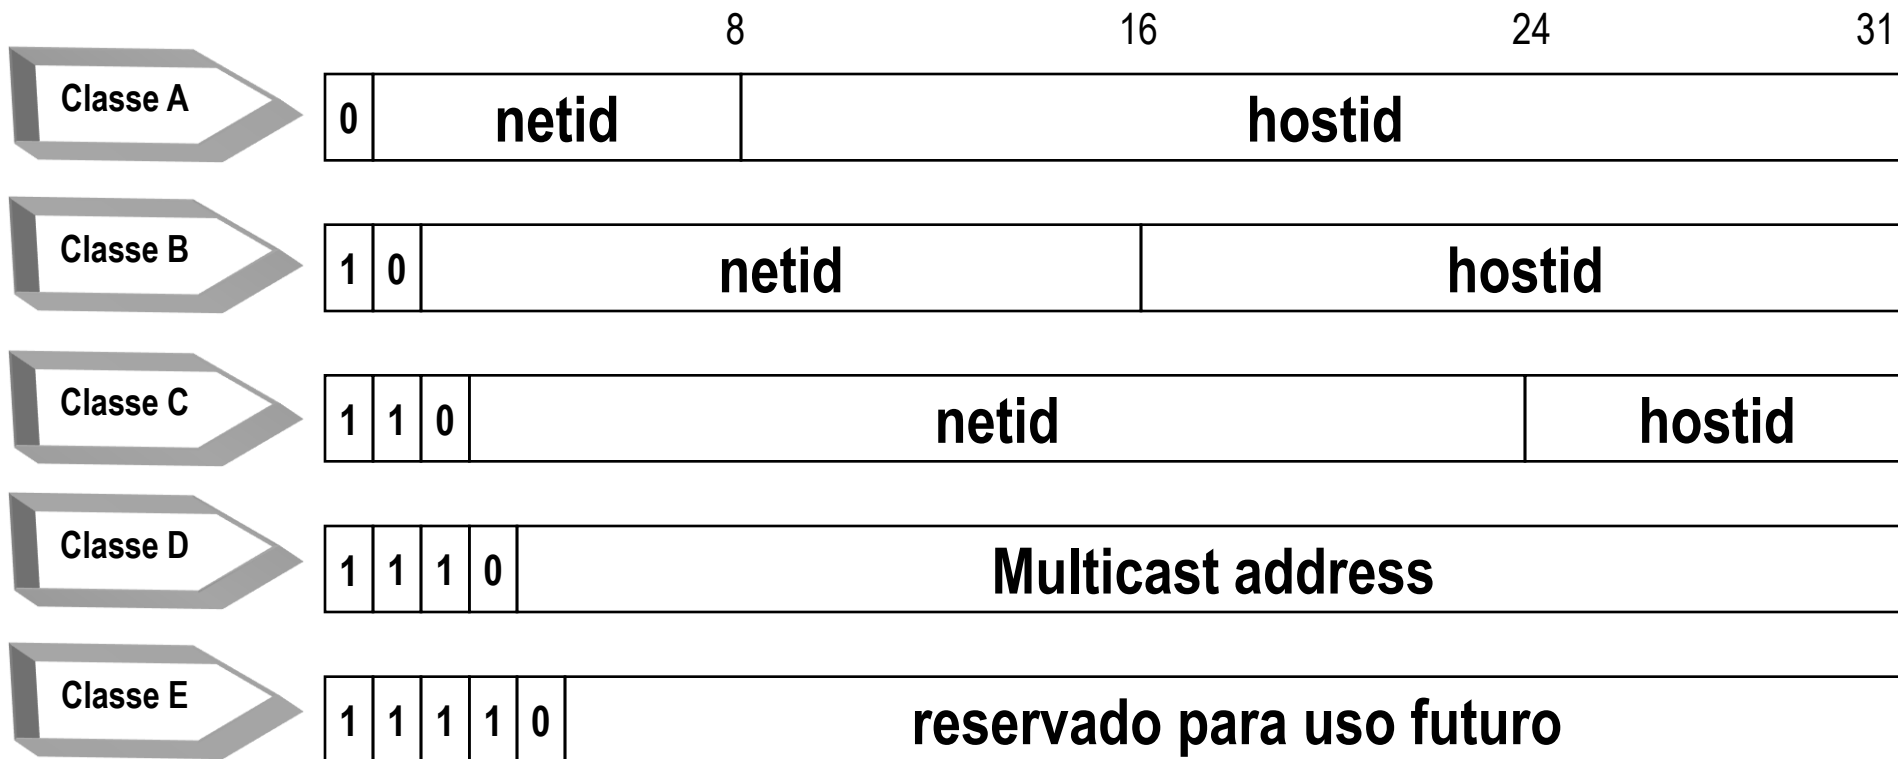 8 16 24 31
Classe A 0 netid hostid
Classe B 1 0 netid hostid
Classe C 1 1 0 netid hostid
Classe D 1 1 1 0 Multicast address
Classe E 1 1 1 1 0 reservado para uso futuro